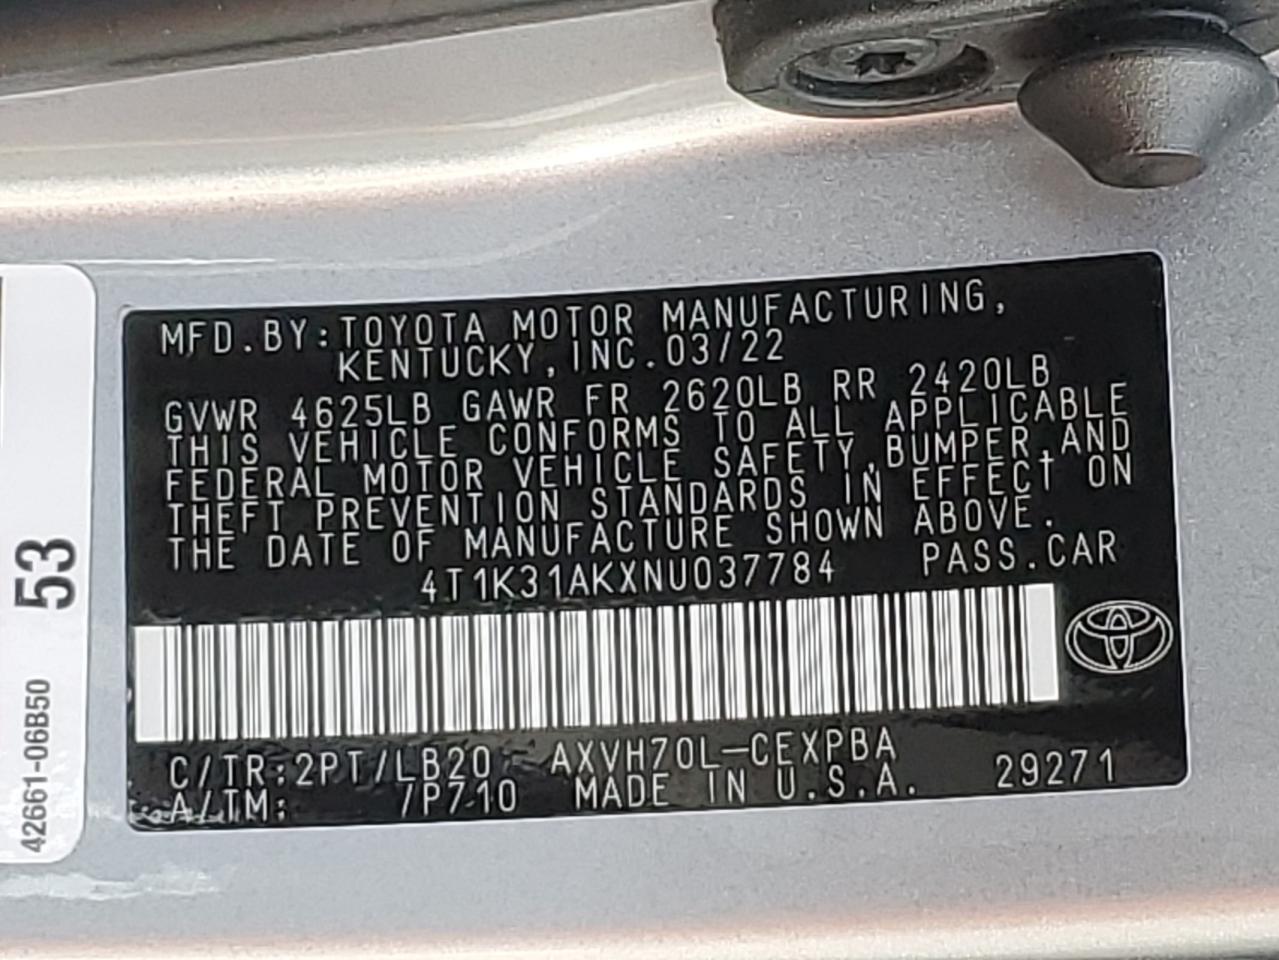 MFD.BY:TOYOTA MOTOR MANUFACTURING,
KENTUCKY,INC.03/22
GVWR 4625LB GAWR FR 2620LB RR 2420LB
THIS VEHICLE CONFORMS TO ALL APPLICABLE
FEDERAL MOTOR VEHICLE SAFETY,BUMPER,AND
THEFT PREVENTION STANDARDS IN EFFECT ON
THE DATE OF MANUFACTURE SHOWN ABOVE.
4T1K31AKXNU037784 PASS.CAR
C/TR:2PT/LB20 AXVH70L-CEXPBA
A/TM: /P710 MADE IN U.S.A. 29271
42661-06B50 53